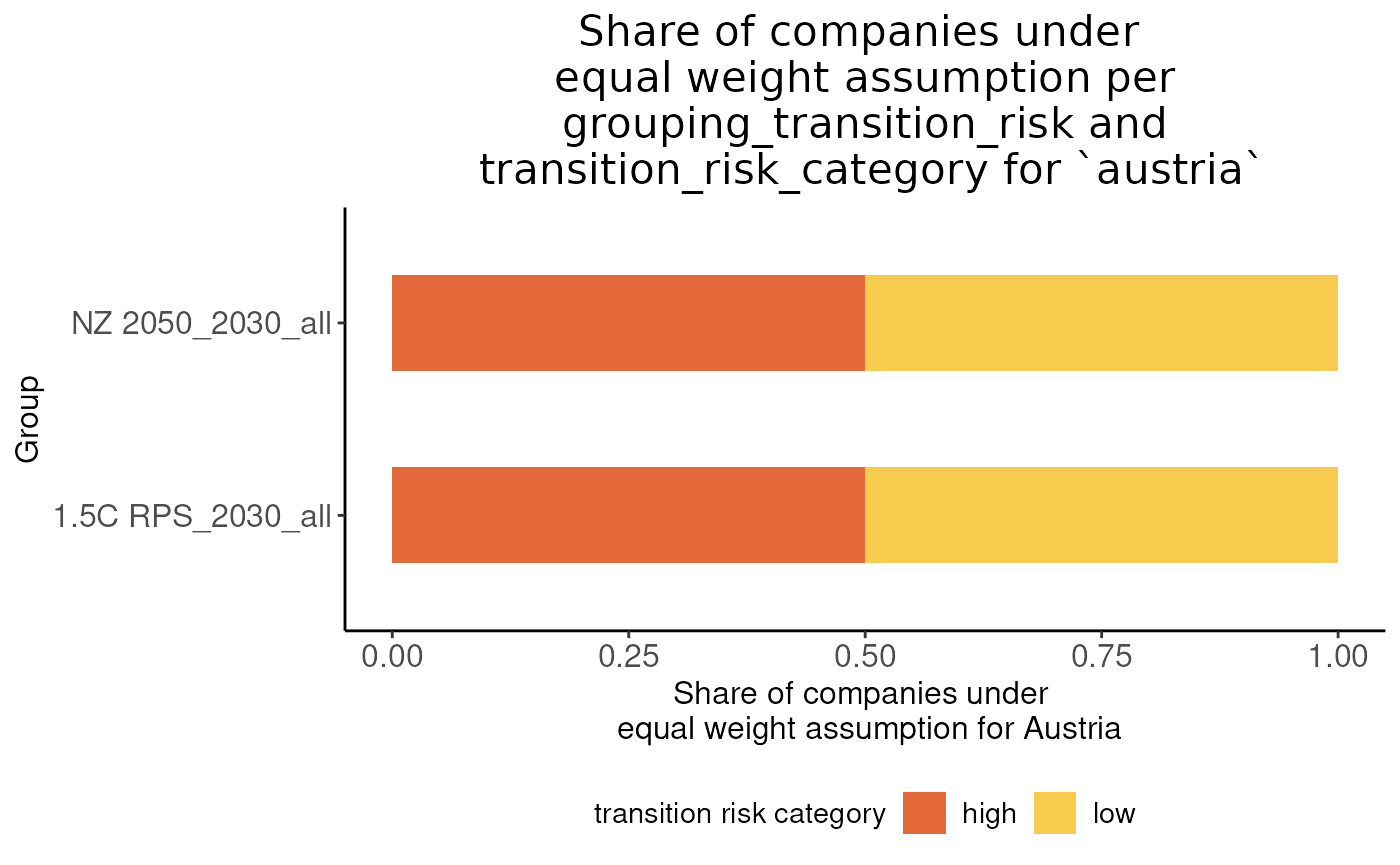 Share of companies under
equal weight assumption per
grouping_transition_risk and
transition_risk_category for `austria`
NZ 2050_2030_all
1.5C RPS_2030_all
Group
0.00 0.25 0.50 0.75 1.00
Share of companies under
equal weight assumption for Austria
transition risk category high low